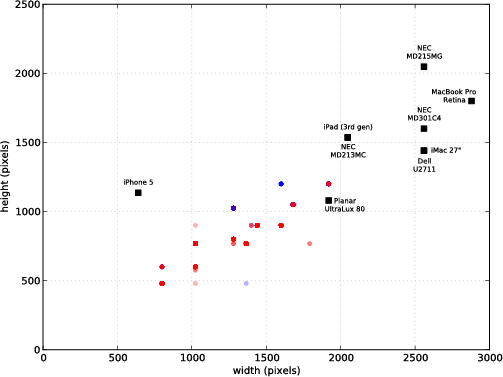 2500
2000
1500
1000
500
0
height (pixels)
NEC
MD215MG
MacBook Pro
Retina
NEC
MD301C4
iPad (3rd gen)
NEC
MD213MC
iMac 27"
Dell
U2711
iPhone 5
Planar
UltraLux 80
0
500
1000
1500
2000
2500
3000
width (pixels)